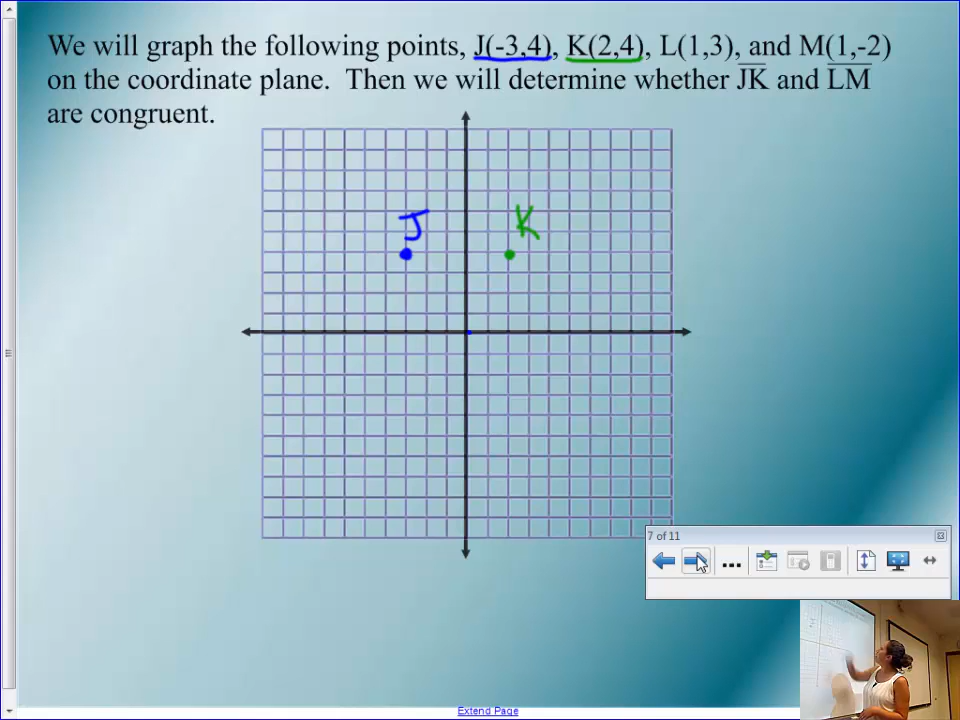 We will graph the following points, J(-3,4), K(2,4), L(1,3), and M(1,-2)
on the coordinate plane. Then we will determine whether JK and LM
are congruent.
J
K
7 of 11
Extend Page